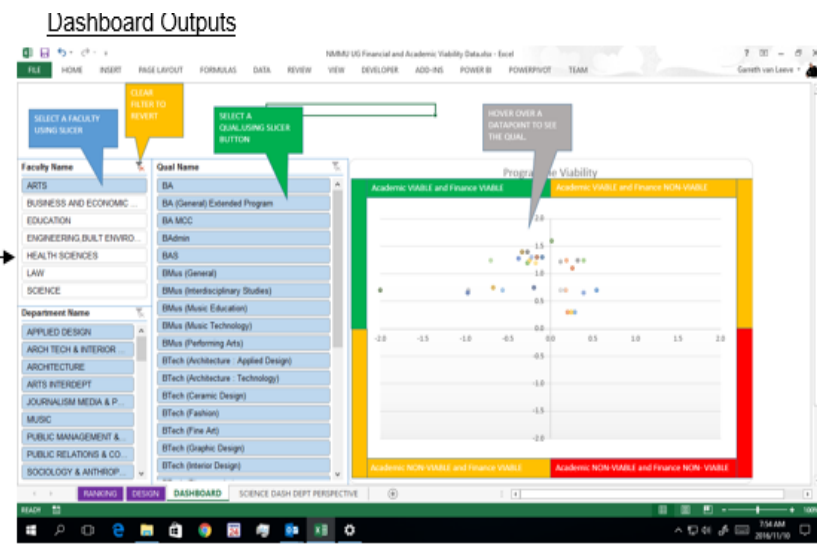 Dashboard Outputs
NMMU UG Financial and Academic Viability Data.xlsx - Excel
FILE HOME INSERT PAGE LAYOUT FORMULAS DATA REVIEW VIEW DEVELOPER ADD-INS POWER BI POWERPIVOT TEAM
Gareth van Leeve
CLEAR
FILTER TO
REVERT
SELECT A FACULTY
USING SLICER
SELECT A
QUAL.USING SLICER
BUTTON
HOVER OVER A
DATAPOINT TO SEE
THE QUAL.
Faculty Name
ARTS
BUSINESS AND ECONOMIC ...
EDUCATION
ENGINEERING,BUILT ENVIRO...
HEALTH SCIENCES
LAW
SCIENCE
Department Name
APPLIED DESIGN
ARCH TECH & INTERIOR ...
ARCHITECTURE
ARTS INTERDEPT
JOURNALISM MEDIA & P...
MUSIC
PUBLIC MANAGEMENT &...
PUBLIC RELATIONS & CO...
SOCIOLOGY & ANTHROP...
Qual Name
BA
BA (General) Extended Program
BA MCC
BAdmin
BAS
BMus (General)
BMus (Interdisciplinary Studies)
BMus (Music Education)
BMus (Music Technology)
BMus (Performing Arts)
BTech (Architecture : Applied Design)
BTech (Architecture : Technology)
BTech (Ceramic Design)
BTech (Fashion)
BTech (Fine Art)
BTech (Graphic Design)
BTech (Interior Design)
Viability
Academic VIABLE and Finance VIABLE
Academic VIABLE and Finance NON-VIABLE
2.0
1.5
1.0
0.5
0.0
-2.0 -1.5 -1.0 -0.5 0.0 0.5 1.0 1.5 2.0
-0.5
-1.0
-1.5
-2.0
Academic NON-VIABLE and Finance VIABLE
Academic NON-VIABLE and Finance NON- VIABLE
RANKING DESIGN DASHBOARD SCIENCE DASH DEPT PERSPECTIVE
READY
7:54 AM
2016/11/10